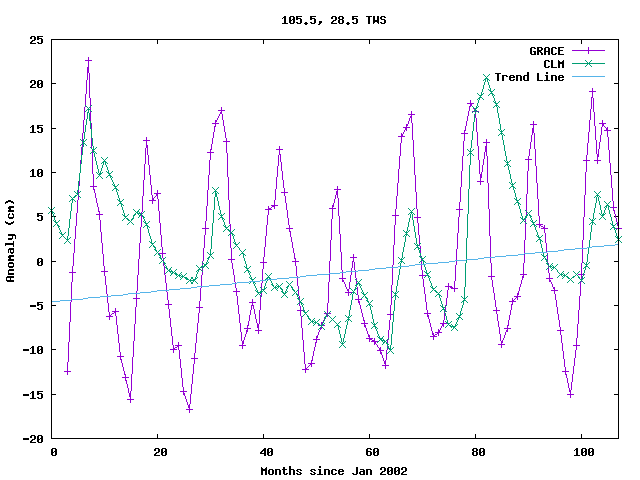 105.5, 28.5 TWS
GRACE
CLM
Trend Line
25
20
15
10
5
0
-5
-10
-15
-20
Anomaly (cm)
0 20 40 60 80 100
Months since Jan 2002